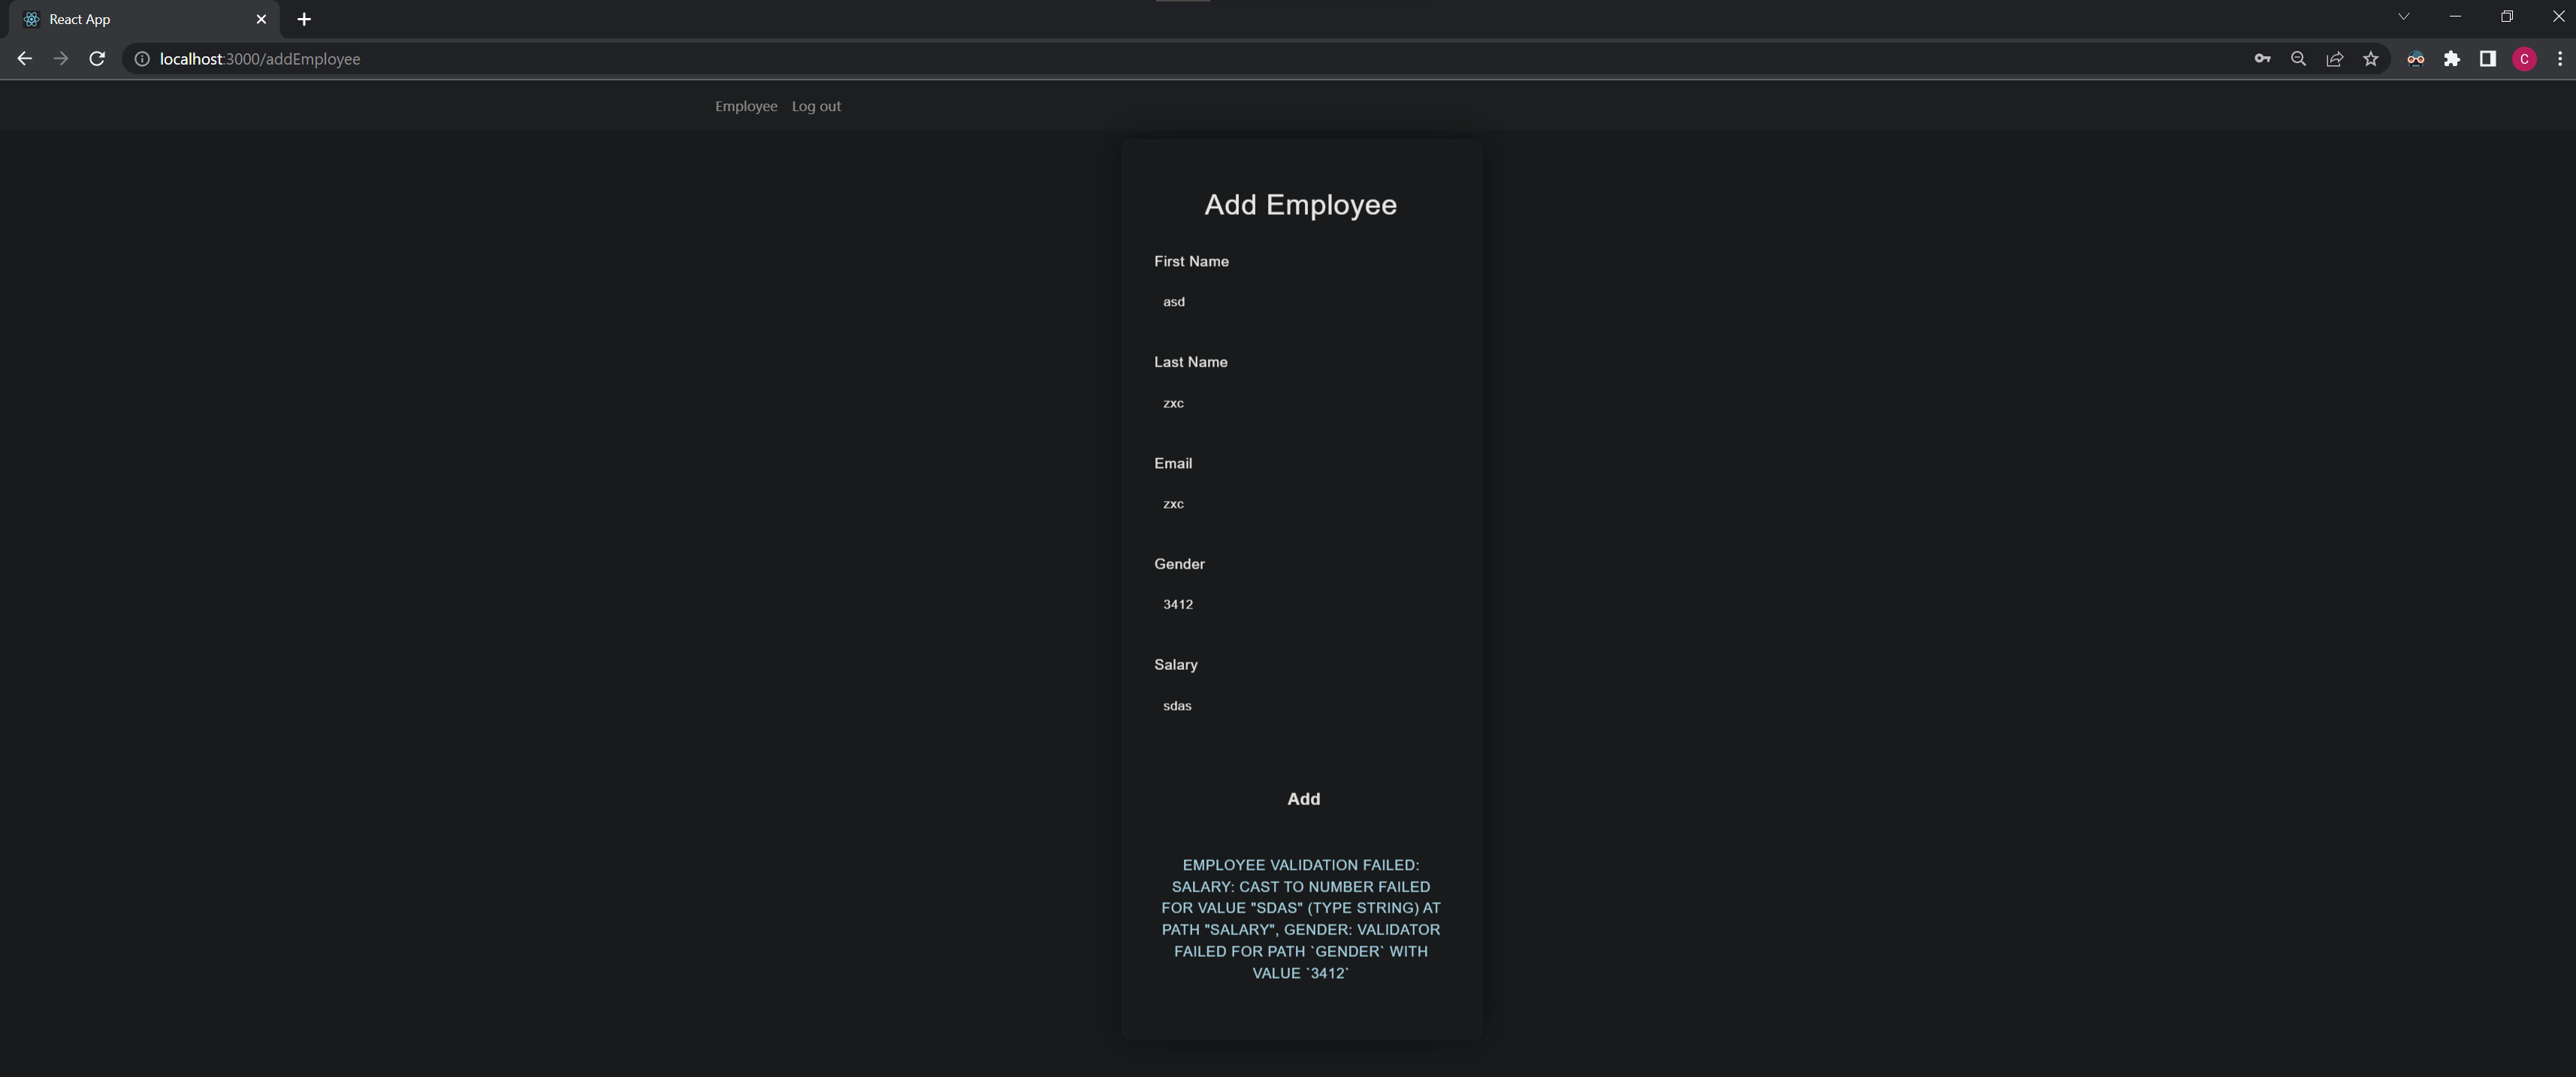 React App
localhost:3000/addEmployee
C
Employee Log out
Add Employee
First Name
asd
Last Name
zxc
Email
zxc
Gender
3412
Salary
sdas
Add
EMPLOYEE VALIDATION FAILED:
SALARY: CAST TO NUMBER FAILED
FOR VALUE "SDAS" (TYPE STRING) AT
PATH "SALARY", GENDER: VALIDATOR
FAILED FOR PATH `GENDER` WITH
VALUE `3412`